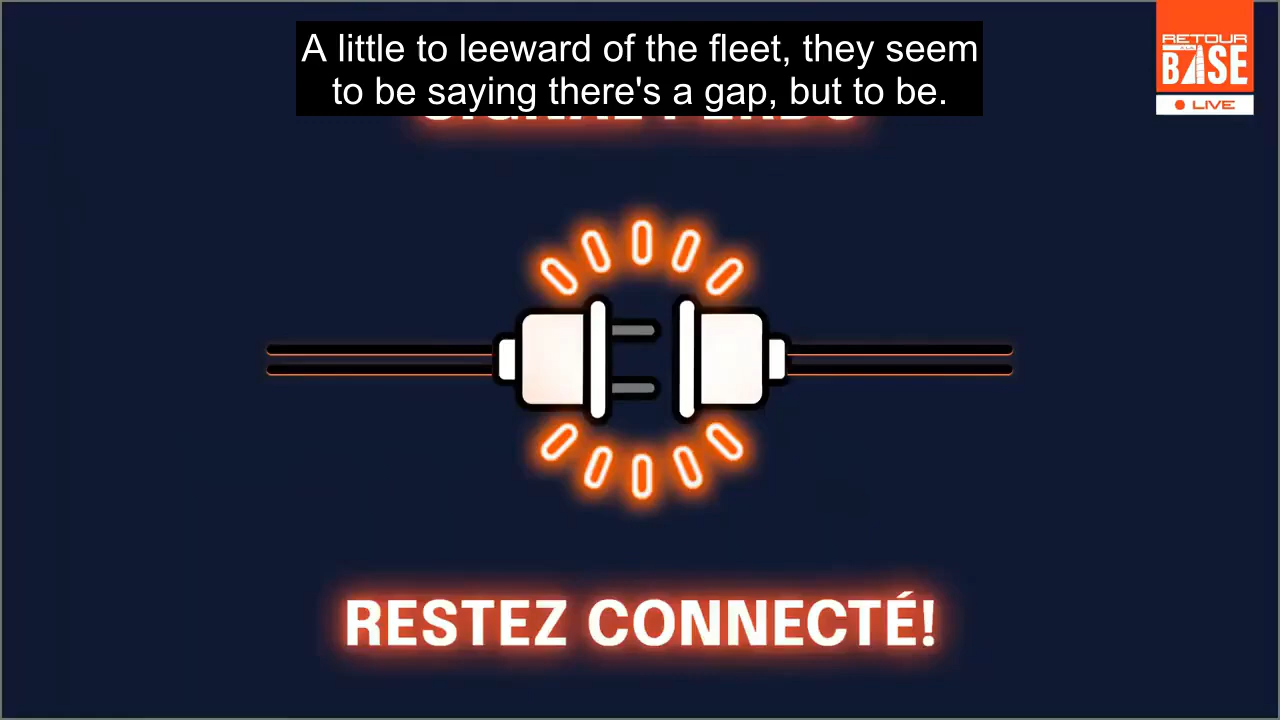 A little to leeward of the fleet, they seem
to be saying there's a gap, but to be.
RETOUR
À LA
BASE
LIVE
RESTEZ CONNECTÉ!